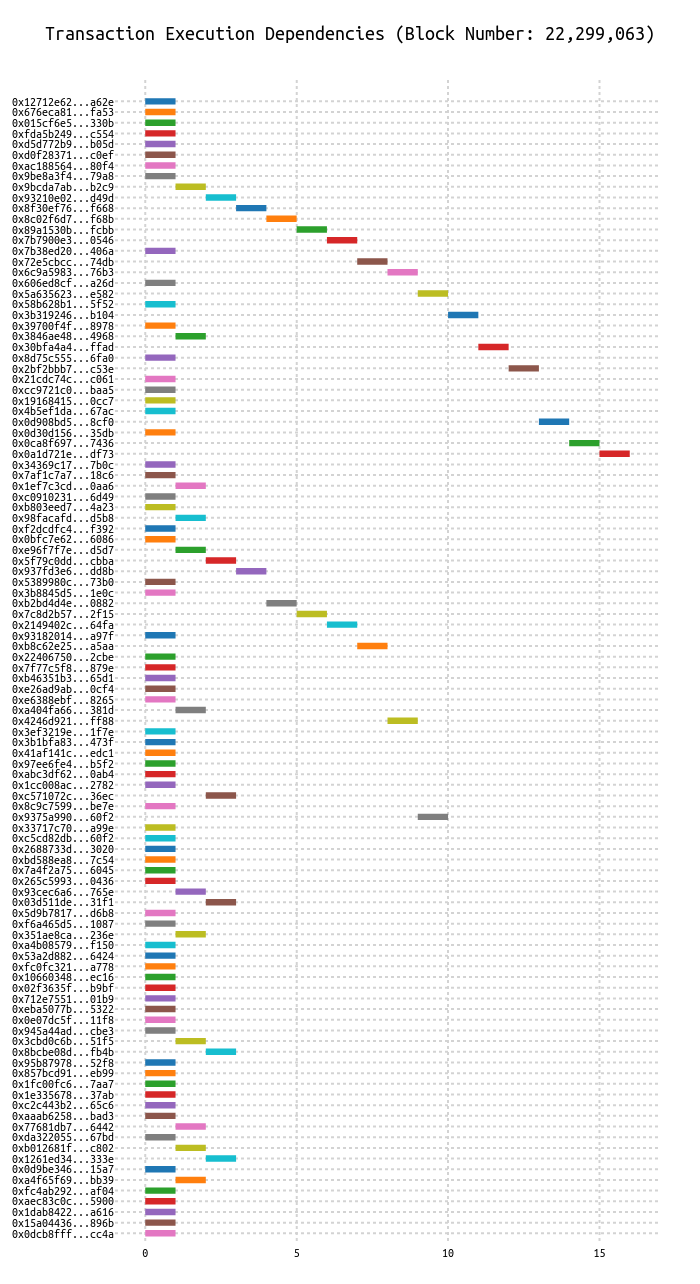 Transaction Execution Dependencies (Block Number: 22,299,063)
0x12712e62...a62e
0x676eca81...fa53
0x015cf6e5...330b
0xfda5b249...c554
0xd5d772b9...b05d
0xd0f28371...c0ef
0xac188564...80f4
0x9be8a3f4...79a8
0x9bcda7ab...b2c9
0x93210e02...d49d
0x8f30ef76...f668
0x8c02f6d7...f68b
0x89a1530b...fcbb
0x7b7900e3...0546
0x7b38ed20...406a
0x72e5cbcc...74db
0x6c9a5983...76b3
0x606ed8cf...a26d
0x5a635623...e582
0x58b628b1...5f52
0x3b319246...b104
0x39700f4f...8978
0x3846ae48...4968
0x30bfa4a4...ffad
0x8d75c555...6fa0
0x2bf2bbb7...c53e
0x21cdc74c...c061
0xcc9721c0...baa5
0x19168415...0cc7
0x4b5ef1da...67ac
0x0d908bd5...8cf0
0x0d30d156...35db
0x0ca8f697...7436
0x0a1d721e...df73
0x34369c17...7b0c
0x7af1c7a7...18c6
0x1ef7c3cd...0aa6
0xc0910231...6d49
0xb803eed7...4a23
0x98facafd...d5b8
0xf2dcdfc4...f392
0x0bfc7e62...6086
0xe96f7f7e...d5d7
0x5f79c0dd...cbba
0x937fd3e6...dd8b
0x5389980c...73b0
0x3b8845d5...1e0c
0xb2bd4d4e...0882
0x7c8d2b57...2f15
0x2149402c...64fa
0x93182014...a97f
0xb8c62e25...a5aa
0x22406750...2cbe
0x7f77c5f8...879e
0xb46351b3...65d1
0xe26ad9ab...0cf4
0xe6388ebf...8265
0xa404fa66...381d
0x4246d921...ff88
0x3ef3219e...1f7e
0x3b1bfa83...473f
0x41af141c...edc1
0x97ee6fe4...b5f2
0xabc3df62...0ab4
0x1cc008ac...2782
0xc571072c...36ec
0x8c9c7599...be7e
0x9375a990...60f2
0x33717c70...a99e
0xc5cd82db...60f2
0x2688733d...3020
0xbd588ea8...7c54
0x7a4f2a75...6045
0x265c5993...0436
0x93cec6a6...765e
0x03d511de...31f1
0x5d9b7817...d6b8
0xf6a465d5...1087
0x351ae8ca...236e
0xa4b08579...f150
0x53a2d882...6424
0xfc0fc321...a778
0x10660348...ec16
0x02f3635f...b9bf
0x712e7551...01b9
0xeba5077b...5322
0x0e07dc5f...11f8
0x945a44ad...cbe3
0x3cbd0c6b...51f5
0x8bcbe08d...fb4b
0x95b87978...52f8
0x857bcd91...eb99
0x1fc00fc6...7aa7
0x1e335678...37ab
0xc2c443b2...65c6
0xaaab6258...bad3
0x77681db7...6442
0xda322055...67bd
0xb012681f...c802
0x1261ed34...333e
0x0d9be346...15a7
0xa4f65f69...bb39
0xfc4ab292...af04
0xaec83c0c...5900
0x1dab8422...a616
0x15a04436...896b
0x0dcb8fff...cc4a
0 5 10 15